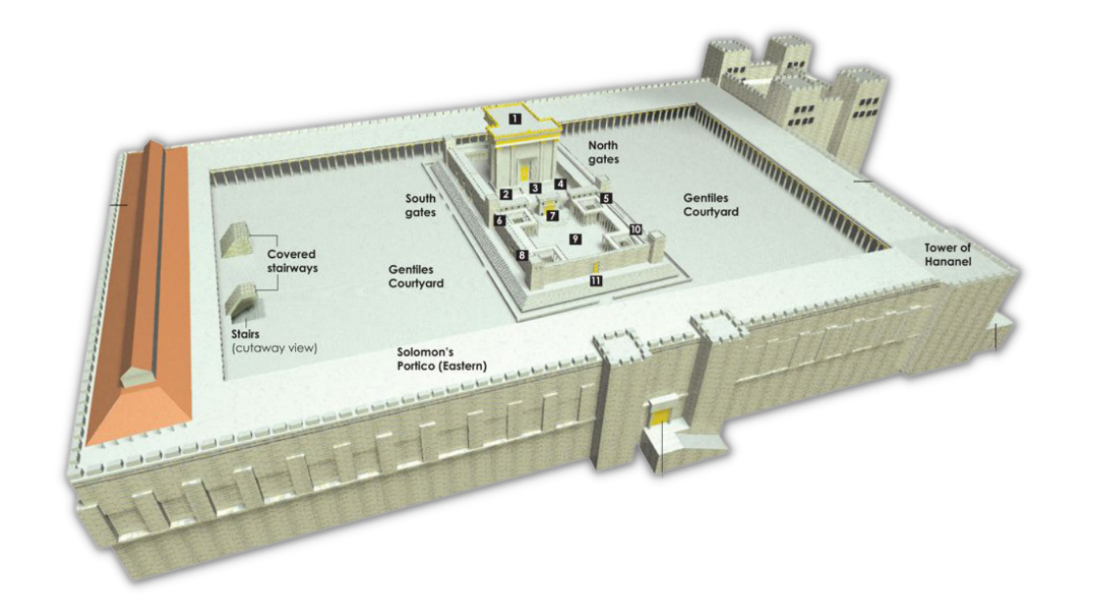 1
North
gates
2
3
4
5
South
gates
6
7
Gentiles
Courtyard
8
9
10
11
Covered
stairways
Gentiles
Courtyard
Tower of
Hananel
Stairs
(cutaway view)
Solomon's
Portico (Eastern)